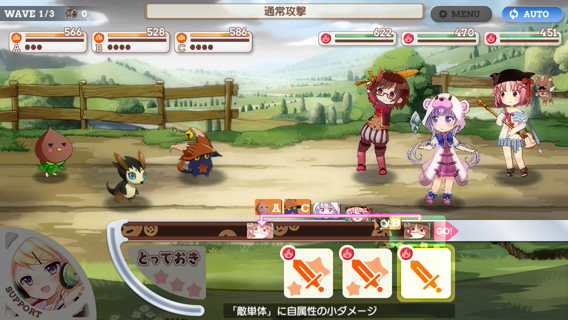 WAVE 1/3 0
通常攻撃
MENU
AUTO
566 528 586 622 470 451
A B C
A C
B
GO!
とっておき
SUPPORT
「敵単体」に自属性の小ダメージ